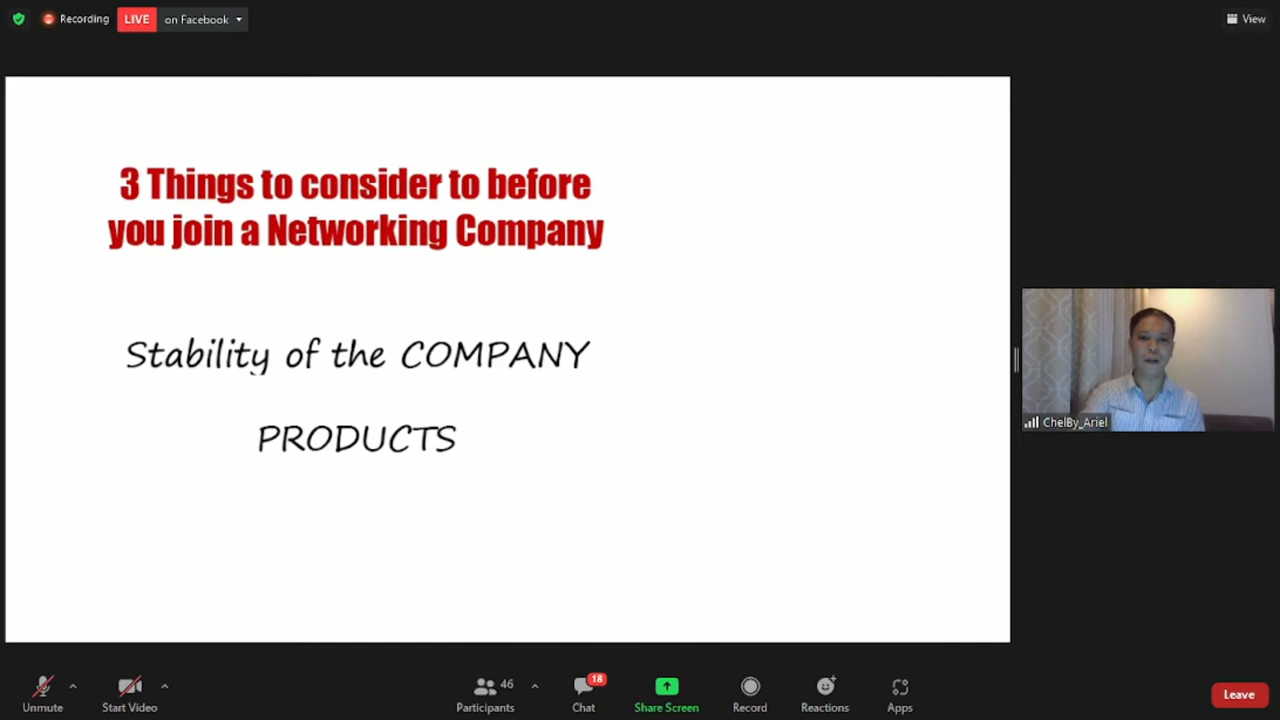 Recording
LIVE on Facebook
View
3 Things to consider to before
you join a Networking Company
Stability of the COMPANY
PRODUCTS
ChelBy_Ariel
46
18
Unmute
Start Video
Participants
Chat
Share Screen
Record
Reactions
Apps
Leave